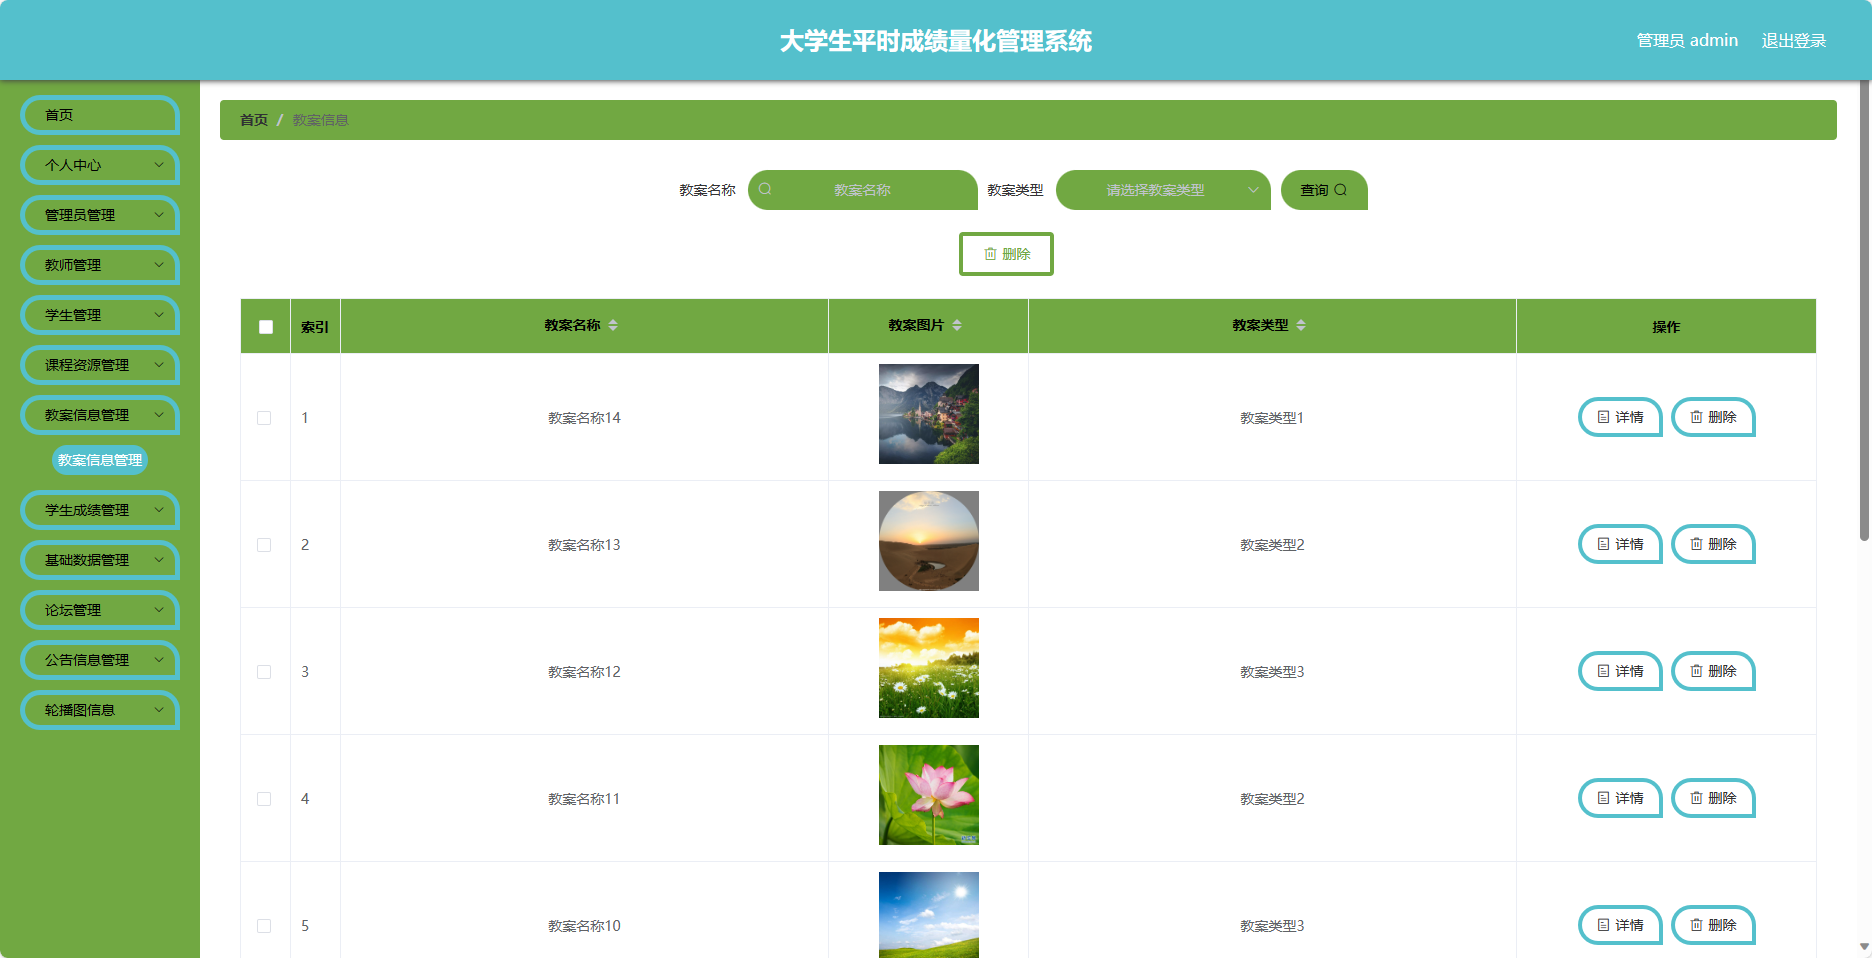 大学生平时成绩量化管理系统
管理员 admin 退出登录
首页
个人中心
管理员管理
教师管理
学生管理
课程资源管理
教案信息管理
教案信息管理
学生成绩管理
基础数据管理
论坛管理
公告信息管理
轮播图信息
首页 / 教案信息
教案名称 教案名称 教案类型 请选择教案类型 查询
删除
索引 教案名称 教案图片 教案类型 操作
1 教案名称14 教案类型1 详情 删除
2 教案名称13 教案类型2 详情 删除
3 教案名称12 教案类型3 详情 删除
4 教案名称11 教案类型2 详情 删除
5 教案名称10 教案类型3 详情 删除